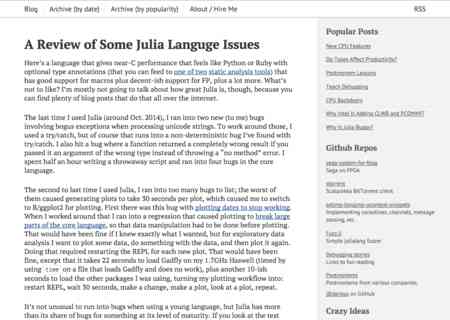 Blog Archive (by date) Archive (by popularity) About / Hire Me RSS
A Review of Some Julia Languge Issues
Here's a language that gives near-C performance that feels like Python or Ruby with
optional type annotations (that you can feed to one of two static analysis tools) that
has good support for macros plus decent-ish support for FP, plus a lot more. What's
not to like? I'm mostly not going to talk about how great Julia is, though, because you
can find plenty of blog posts that do that all over the internet.
The last time I used Julia (around Oct. 2014), I ran into two new (to me) bugs
involving bogus exceptions when processing unicode strings. To work around those, I
used a try/catch, but of course that runs into a non-deterministic bug I've found with
try/catch. I also hit a bug where a function returned a completely wrong result if you
passed it an argument of the wrong type instead of throwing a "no method" error. I
spent half an hour writing a throwaway script and ran into four bugs in the core
language.
The second to last time I used Julia, I ran into too many bugs to list; the worst of
them caused generating plots to take 30 seconds per plot, which caused me to switch
to R/ggplot2 for plotting. First there was this bug with plotting dates to stop working.
When I worked around that I ran into a regression that caused plotting to break large
parts of the core language, so that data manipulation had to be done before plotting.
That would have been fine if I knew exactly what I wanted, but for exploratory data
analysis I want to plot some data, do something with the data, and then plot it again.
Doing that required restarting the REPL for each new plot. That would have been
fine, except that it takes 22 seconds to load Gadfly on my 1.7GHz Haswell (timed by
using time on a file that loads Gadfly and does no work), plus another 10-ish
seconds to load the other packages I was using, turning my plotting workflow into:
restart REPL, wait 30 seconds, make a change, make a plot, look at a plot, repeat.
It's not unusual to run into bugs when using a young language, but Julia has more
than its share of bugs for something at its level of maturity. If you look at the test
Popular Posts
New CPU Features
Do Tests Affect Productivity?
Postmortem Lessons
Teach Debugging
CPU Backdoors
Why Intel Is Adding CLWB and PCOMMIT
Why Is Julia Buggy?
Github Repos
Sega on FPGA
Scalable BitTorrent client
Implementing coroutines, channels, message
passing, etc.
Fuzz.jl
Simple julialang fuzzer
Debugging stories
Links to fun reading
Postmortems
Postmortems from various companies
@danluu on GitHub
Crazy Ideas